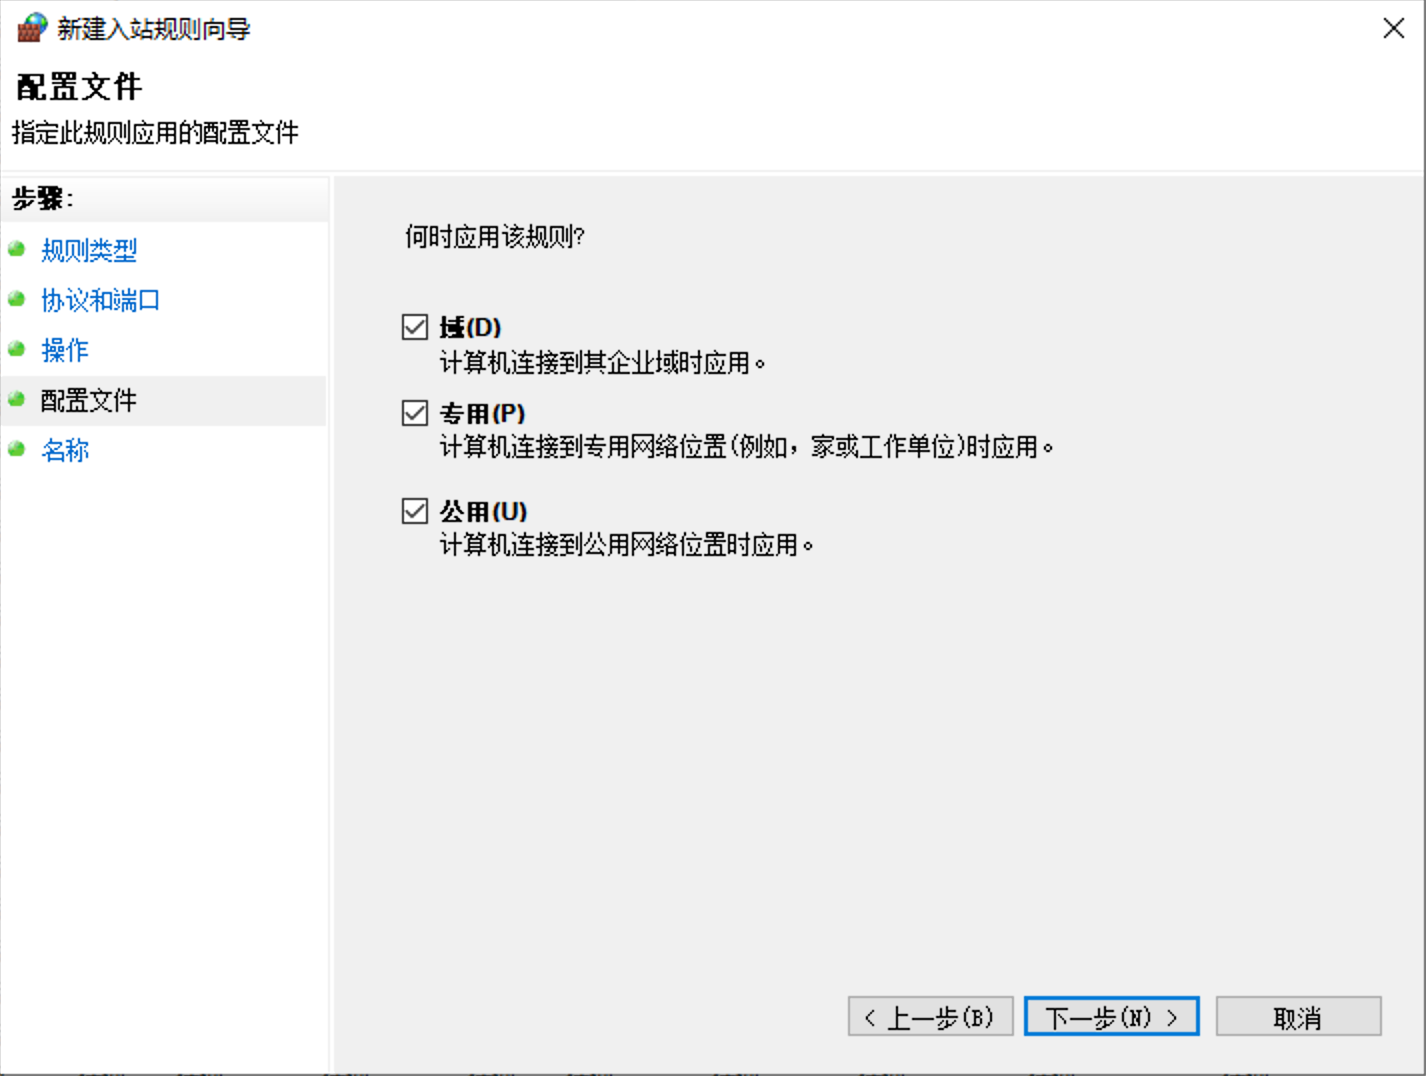 新建入站规则向导
配置文件
指定此规则应用的配置文件
步骤:
规则类型
协议和端口
操作
配置文件
名称
何时应用该规则?
域(D)
计算机连接到其企业域时应用。
专用(P)
计算机连接到专用网络位置(例如，家或工作单位)时应用。
公用(U)
计算机连接到公用网络位置时应用。
< 上一步(B)
下一步(N) >
取消